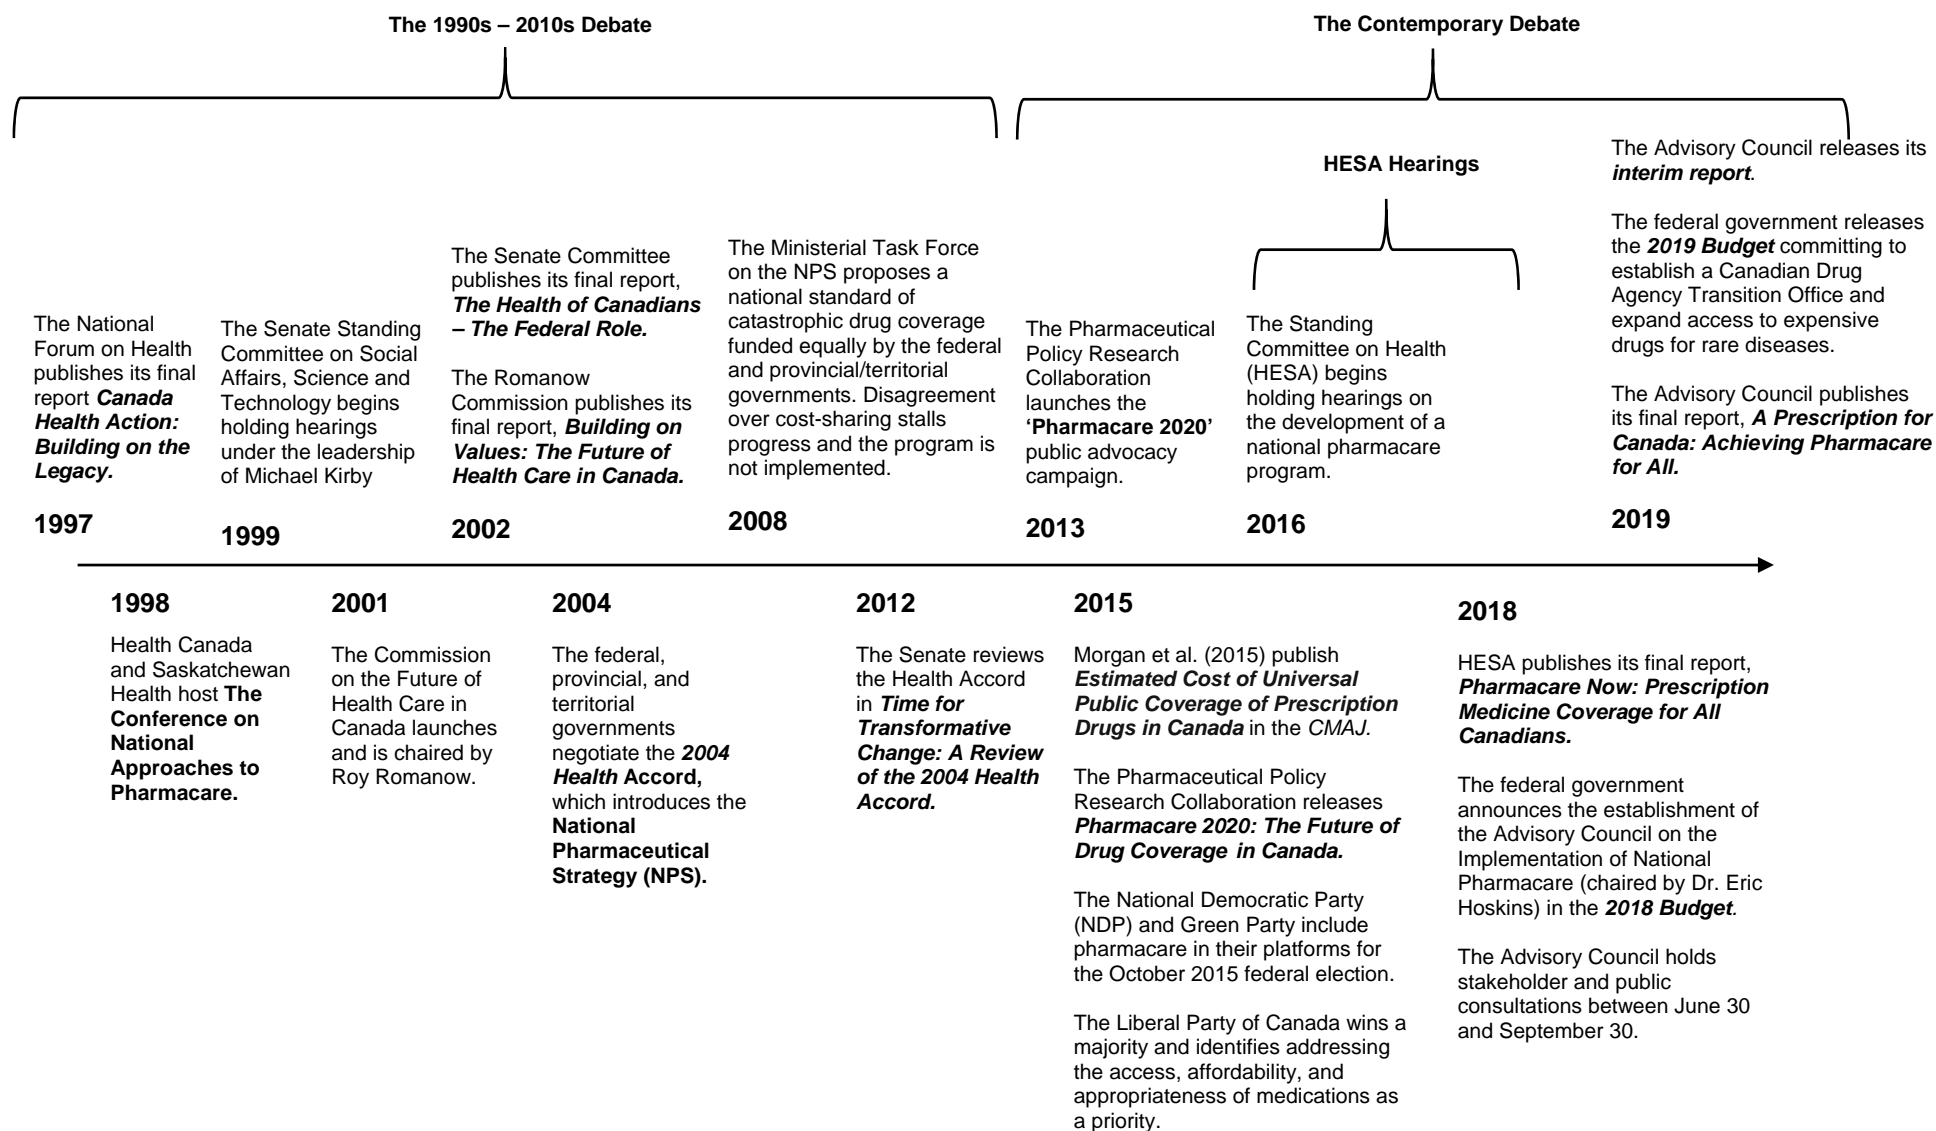 The 1990s – 2010s Debate
The Contemporary Debate
HESA Hearings
The National
Forum on Health
publishes its final
report Canada
Health Action:
Building on the
Legacy.
1997
The Senate Standing
Committee on Social
Affairs, Science and
Technology begins
holding hearings
under the leadership
of Michael Kirby
1999
The Senate Committee
publishes its final report,
The Health of Canadians
– The Federal Role.
The Romanow
Commission publishes its
final report, Building on
Values: The Future of
Health Care in Canada.
2002
The Ministerial Task Force
on the NPS proposes a
national standard of
catastrophic drug coverage
funded equally by the federal
and provincial/territorial
governments. Disagreement
over cost-sharing stalls
progress and the program is
not implemented.
2008
The Pharmaceutical
Policy Research
Collaboration
launches the
‘Pharmacare 2020’
public advocacy
campaign.
2013
The Standing
Committee on Health
(HESA) begins
holding hearings on
the development of a
national pharmacare
program.
2016
The Advisory Council releases its
interim report.
The federal government releases
the 2019 Budget committing to
establish a Canadian Drug
Agency Transition Office and
expand access to expensive
drugs for rare diseases.
The Advisory Council publishes
its final report, A Prescription for
Canada: Achieving Pharmacare
for All.
2019
1998
Health Canada
and Saskatchewan
Health host The
Conference on
National
Approaches to
Pharmacare.
2001
The Commission
on the Future of
Health Care in
Canada launches
and is chaired by
Roy Romanow.
2004
The federal,
provincial, and
territorial
governments
negotiate the 2004
Health Accord,
which introduces the
National
Pharmaceutical
Strategy (NPS).
2012
The Senate reviews
the Health Accord
in Time for
Transformative
Change: A Review
of the 2004 Health
Accord.
2015
Morgan et al. (2015) publish
Estimated Cost of Universal
Public Coverage of Prescription
Drugs in Canada in the CMAJ.
The Pharmaceutical Policy
Research Collaboration releases
Pharmacare 2020: The Future of
Drug Coverage in Canada.
The National Democratic Party
(NDP) and Green Party include
pharmacare in their platforms for
the October 2015 federal election.
The Liberal Party of Canada wins a
majority and identifies addressing
the access, affordability, and
appropriateness of medications as
a priority.
2018
HESA publishes its final report,
Pharmacare Now: Prescription
Medicine Coverage for All
Canadians.
The federal government
announces the establishment of
the Advisory Council on the
Implementation of National
Pharmacare (chaired by Dr. Eric
Hoskins) in the 2018 Budget.
The Advisory Council holds
stakeholder and public
consultations between June 30
and September 30.